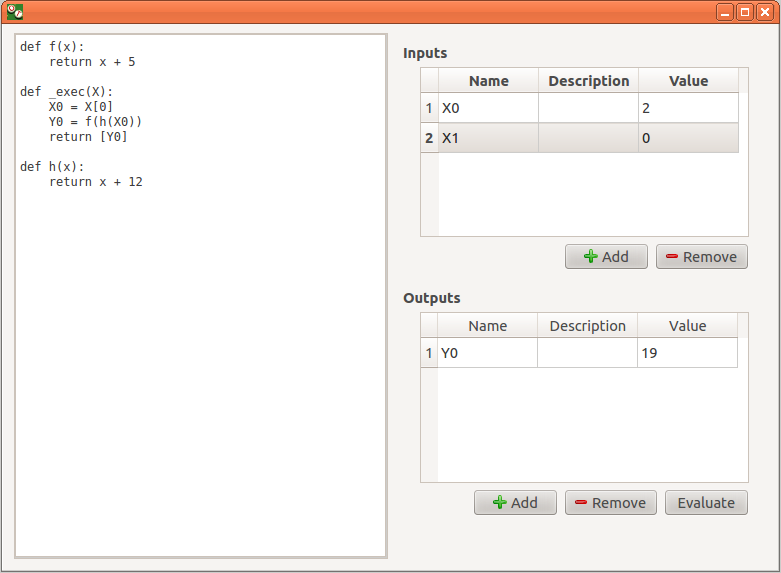 def f(x):
    return x + 5

def _exec(X):
    X0 = X[0]
    Y0 = f(h(X0))
    return [Y0]

def h(x):
    return x + 12
Inputs
Name Description Value
1 X0 2
2 X1 0
Add Remove
Outputs
Name Description Value
1 Y0 19
Add Remove Evaluate